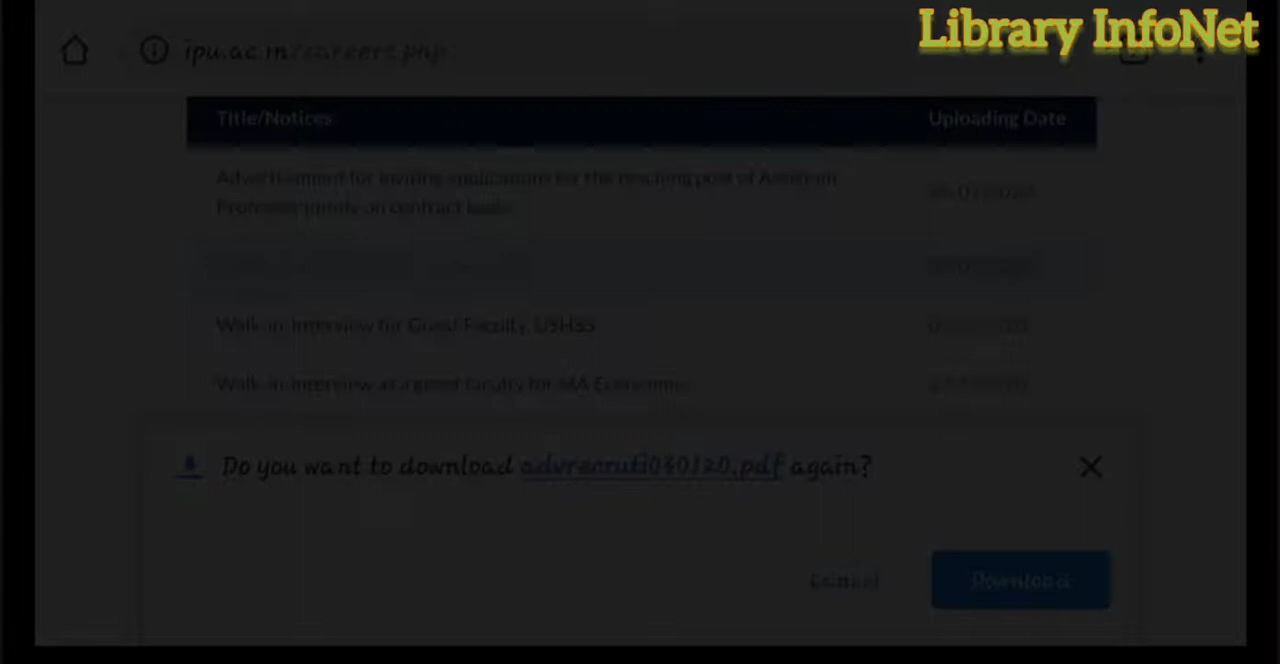 Library InfoNet
ipu.ac.in/careers.php
Title/Notices
Uploading Date
Advertisement for inviting applications for the teaching post of Assistant
Professor purely on contract basis
Walk-in-Interview for Guest Faculty, USHSS
Walk-in-Interview as a guest faculty for MA Economics
Do you want to download advrecruti030120.pdf again?
Cancel
Download